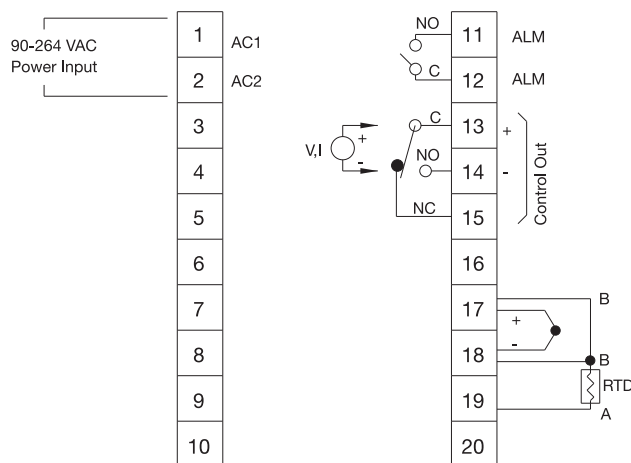 90-264 VAC
Power Input
1
AC1
2
AC2
3
4
5
6
7
8
9
10
NO
11
ALM
C
12
ALM
V,I
+
-
C
13
+
NO
14
-
NC
15
Control Out
16
17
B
+
-
18
B
RTD
19
A
20